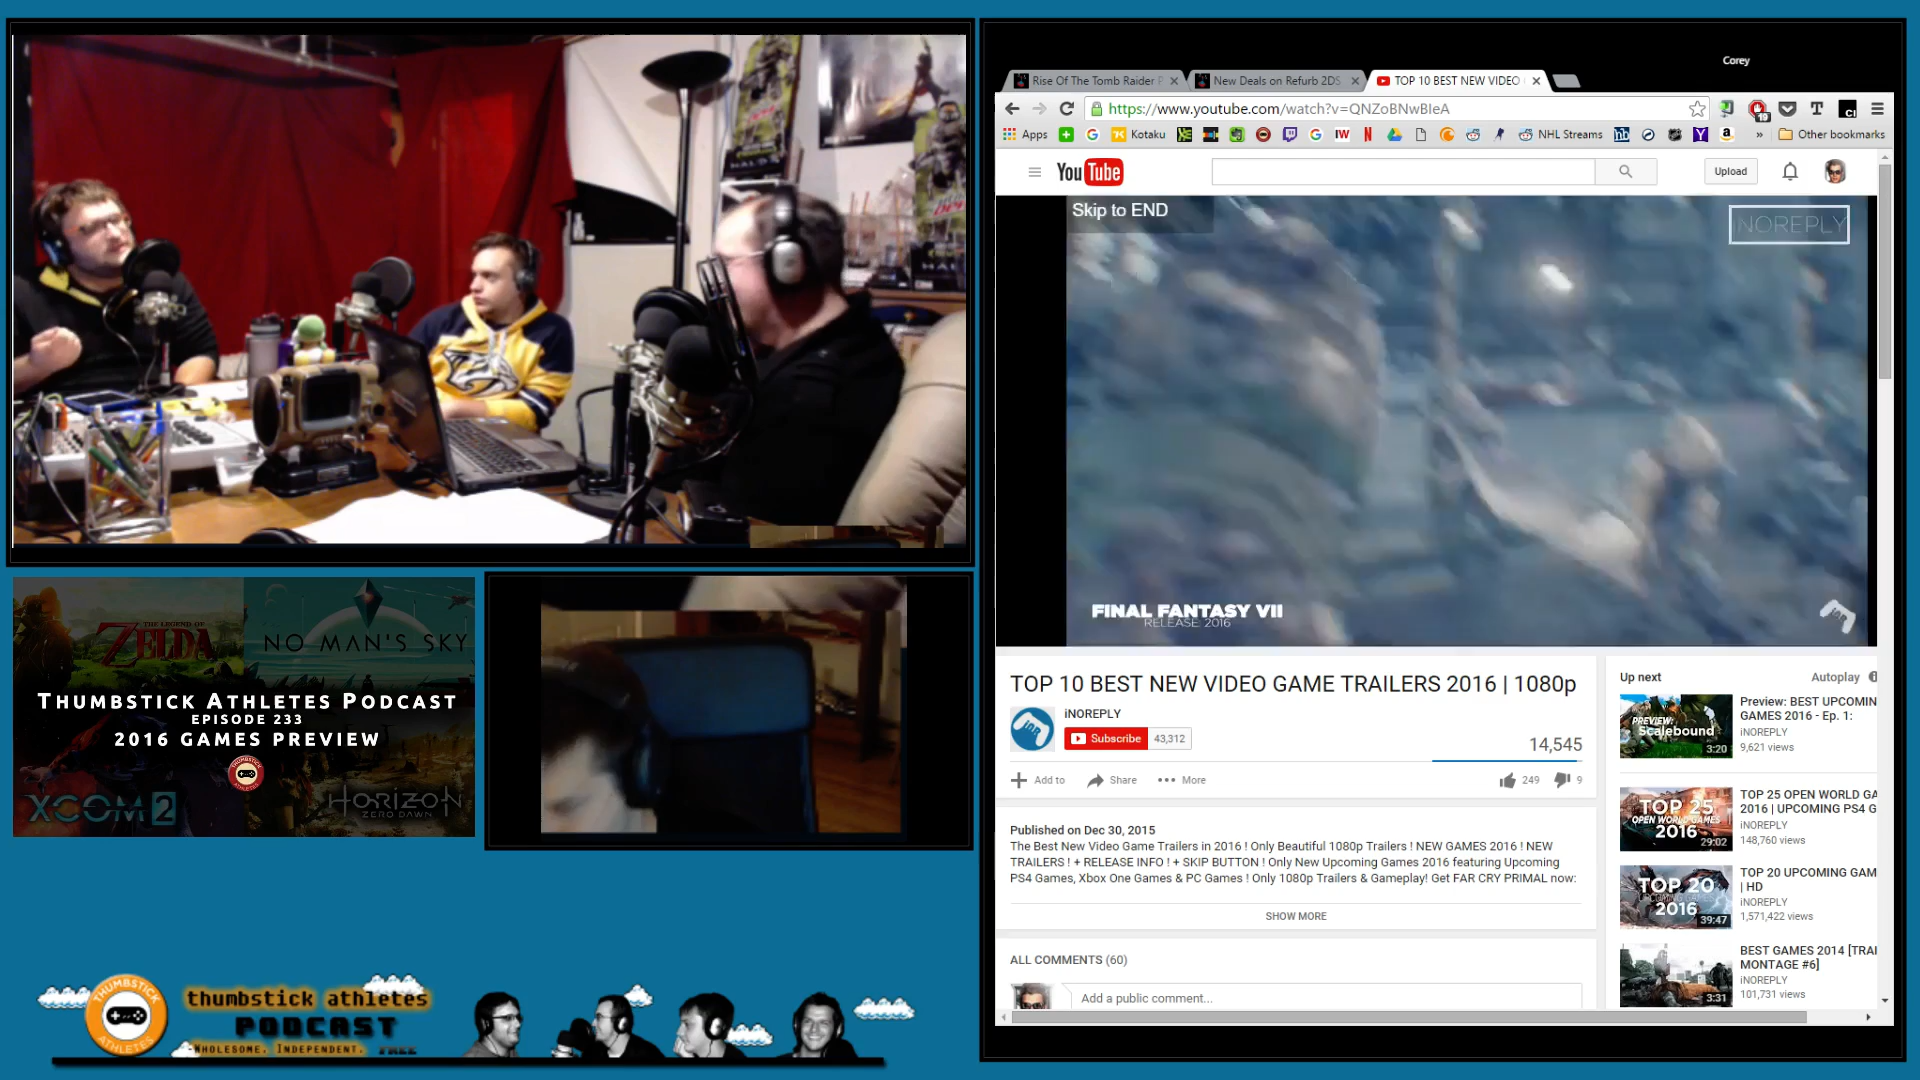 Corey
Rise Of The Tomb Raider
New Deals on Refurb 2DS
TOP 10 BEST NEW VIDEO
https://www.youtube.com/watch?v=QNZoBNwBIeA
Apps
Kotaku
IW
NHL Streams
Other bookmarks
YouTube
Upload
Skip to END
iNOREPLY
FINAL FANTASY VII
RELEASE: 2016
TOP 10 BEST NEW VIDEO GAME TRAILERS 2016 | 1080p
iNOREPLY
Subscribe 43,312
14,545
Add to Share More 249 9
Published on Dec 30, 2015
The Best New Video Game Trailers in 2016 ! Only Beautiful 1080p Trailers ! NEW GAMES 2016 ! NEW
TRAILERS ! + RELEASE INFO ! + SKIP BUTTON ! Only New Upcoming Games 2016 featuring Upcoming
PS4 Games, Xbox One Games & PC Games ! Only 1080p Trailers & Gameplay! Get FAR CRY PRIMAL now:
SHOW MORE
ALL COMMENTS (60)
Add a public comment...
Up next
Autoplay
PREVIEW:
Scalebound
3:20
Preview: BEST UPCOMIN
GAMES 2016 - Ep. 1:
iNOREPLY
9,621 views
TOP 25
OPEN WORLD GAMES
2016
29:02
TOP 25 OPEN WORLD GA
2016 | UPCOMING PS4 G
iNOREPLY
148,760 views
TOP 20
UPCOMING GAMES
2016
39:47
TOP 20 UPCOMING GAM
| HD
iNOREPLY
1,571,422 views
3:31
BEST GAMES 2014 [TRAI
MONTAGE #6]
iNOREPLY
101,731 views
THE LEGEND OF
ZELDA
NO MAN'S SKY
THUMBSTICK ATHLETES PODCAST
EPISODE 233
2016 GAMES PREVIEW
XCOM 2
HORIZON
ZERO DAWN
THUMBSTICK
ATHLETES
thumbstick athletes
PODCAST
WHOLESOME. INDEPENDENT. FREE